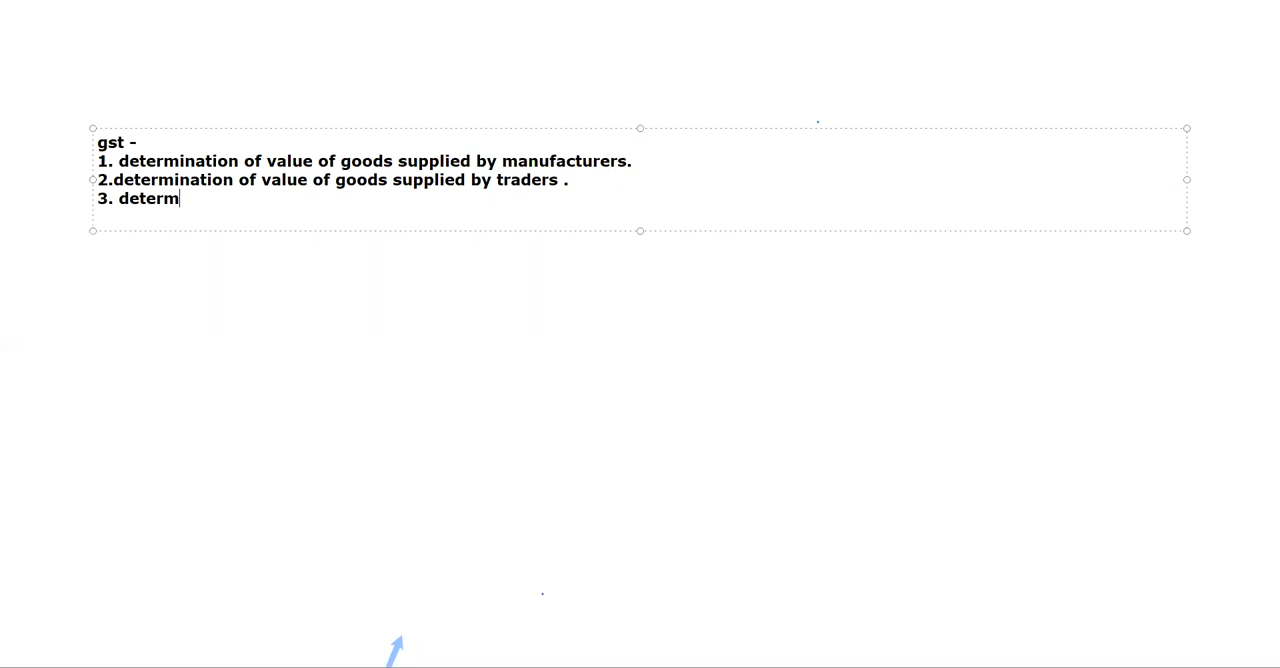 gst -
1. determination of value of goods supplied by manufacturers.
2.determination of value of goods supplied by traders .
3. determ